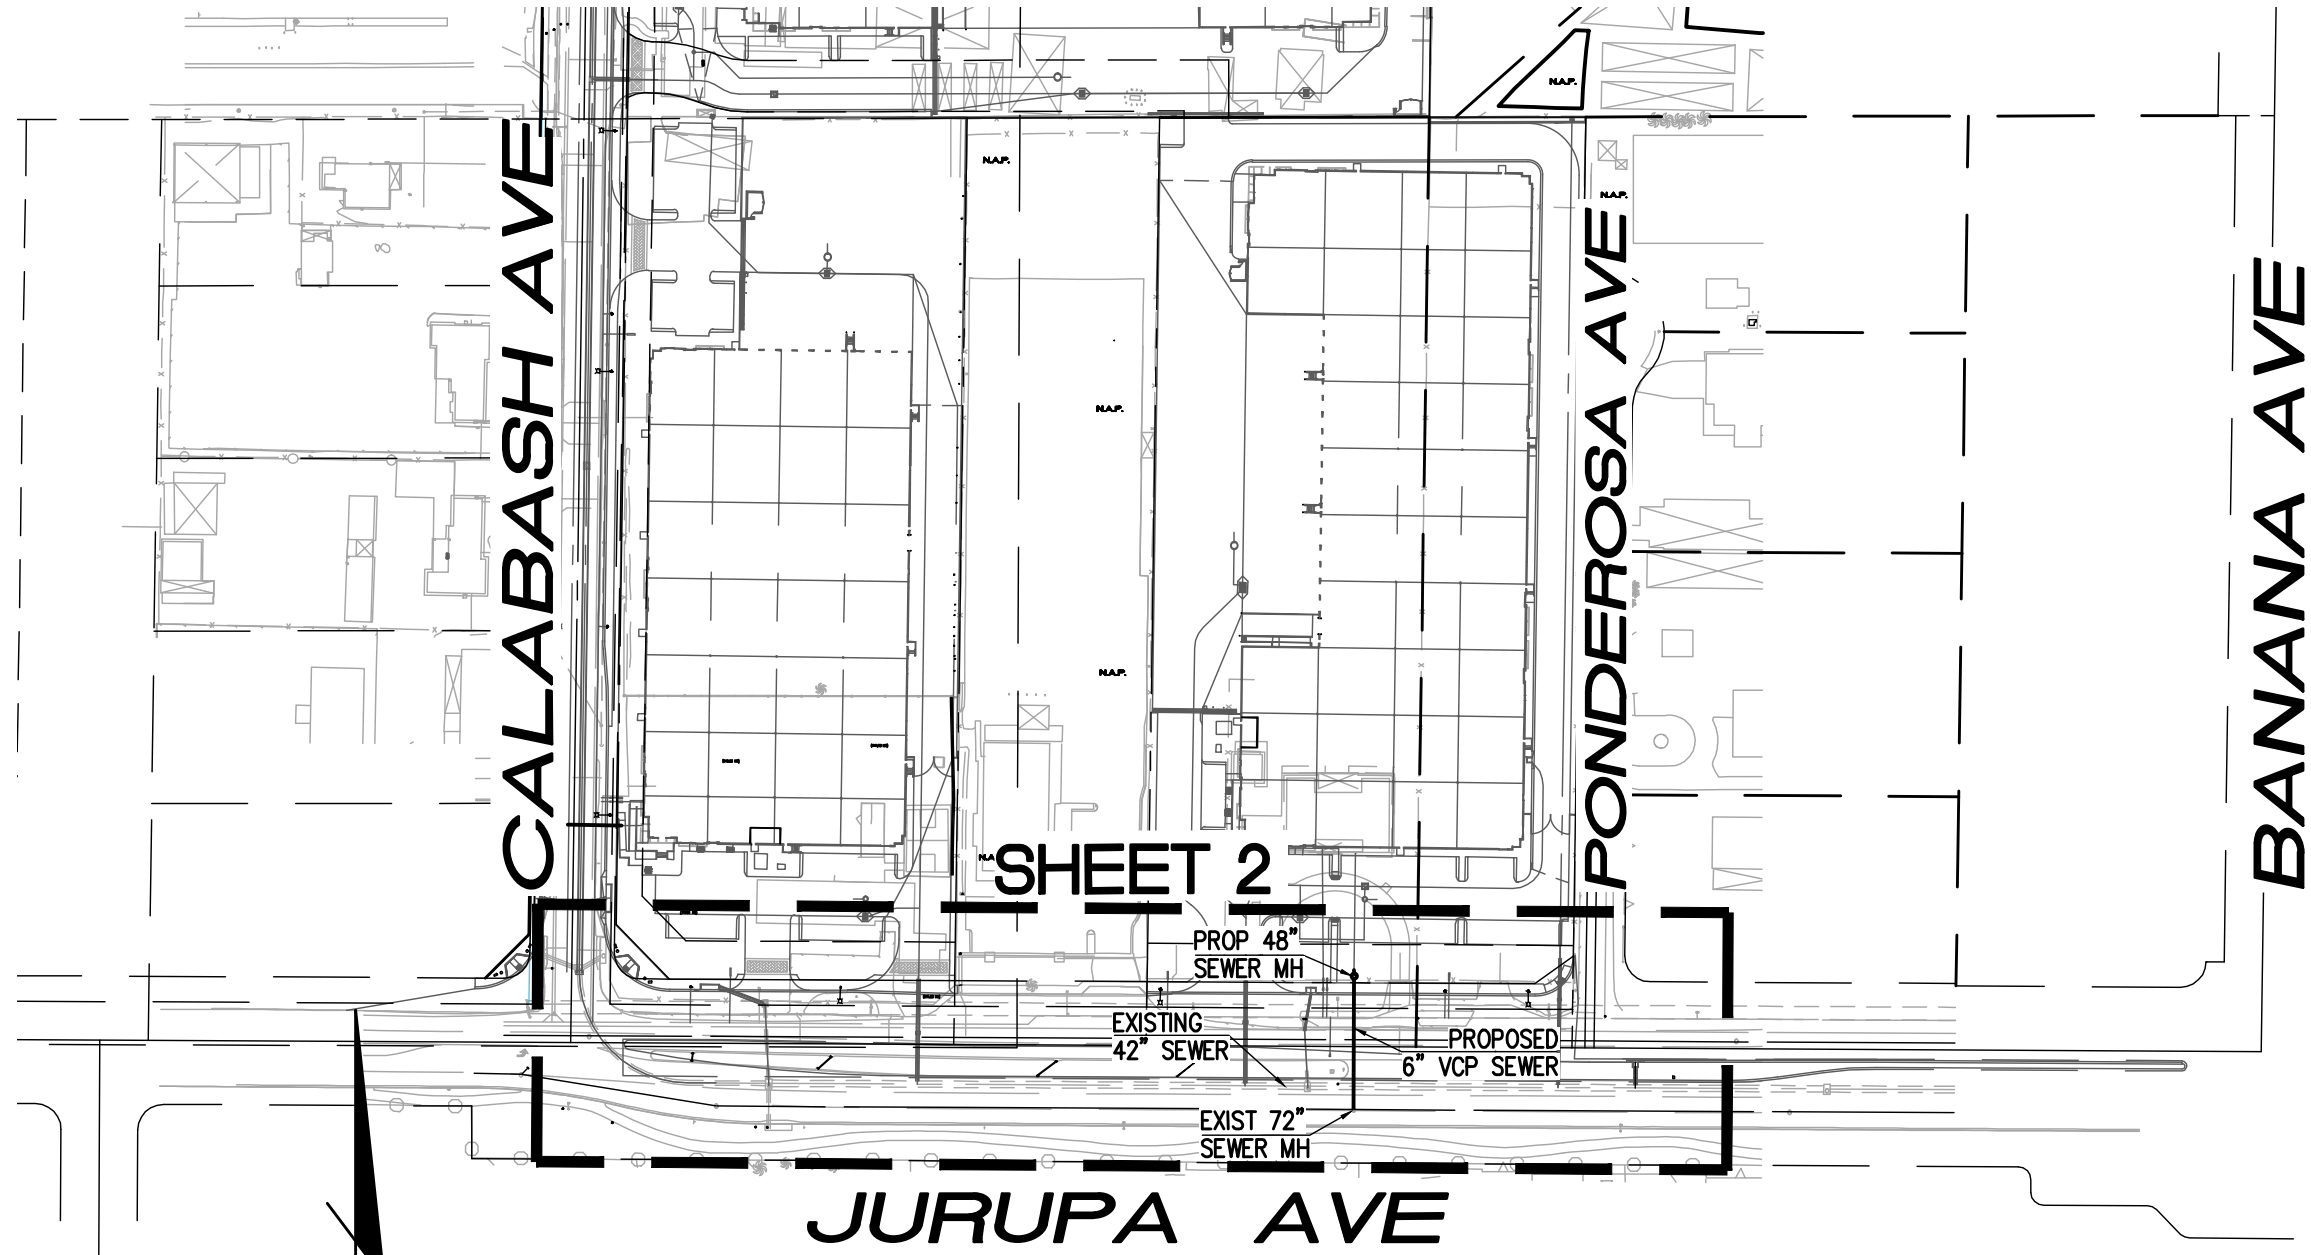 N.A.P.
N.A.P.
N.A.P.
CALABASH AVE
PONDEROSA AVE
BANANA AVE
N.A.P.
N.A.P.
SHEET 2
N.A
PROP 48"
SEWER MH
EXISTING
42" SEWER
PROPOSED
6" VCP SEWER
EXIST 72"
SEWER MH
JURUPA AVE